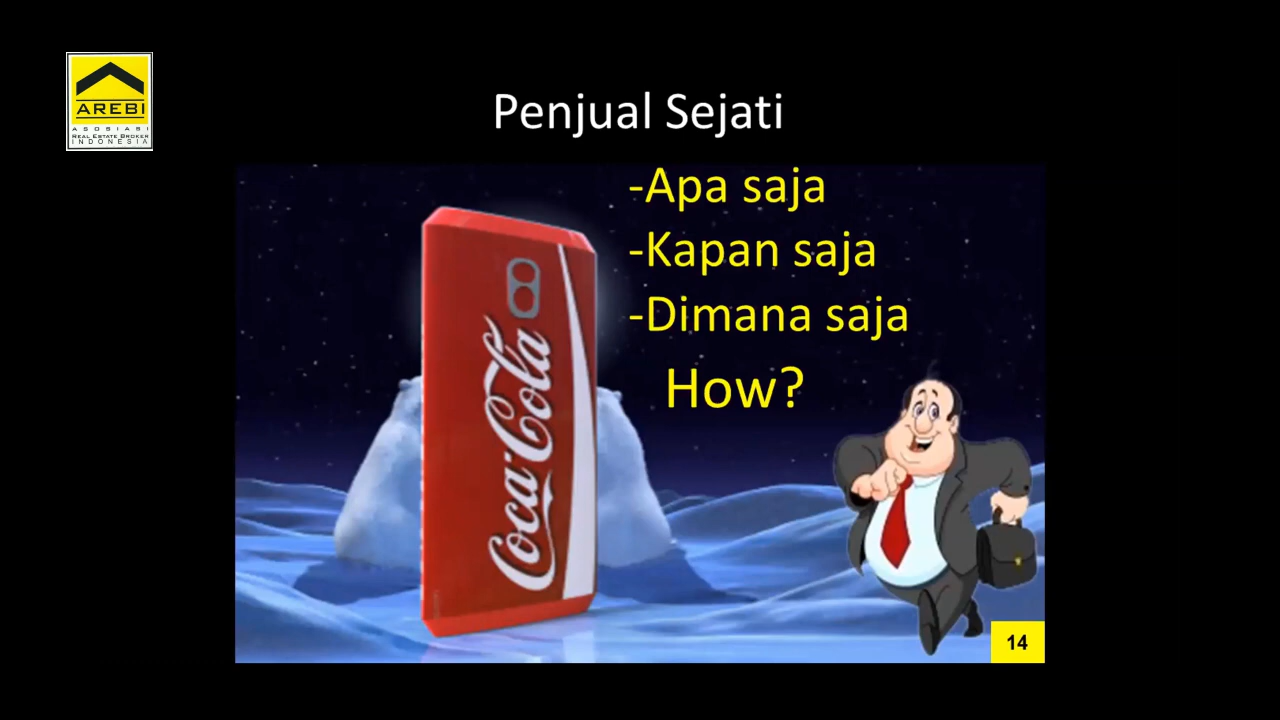 AREBI
ASOSIASI
REAL ESTATE BROKER
INDONESIA
Penjual Sejati
-Apa saja
-Kapan saja
-Dimana saja
How?
Coca-Cola
14